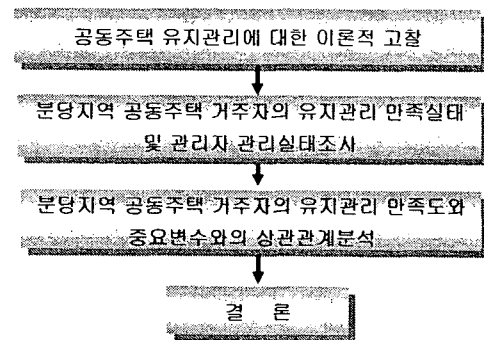 공동주택 유지관리에 대한 이론적 고찰
분당지역 공동주택 거주자의 유지관리 만족실태
및 관리자 관리실태조사
분당지역 공동주택 거주자의 유지관리 만족도와
중요변수와의 상관관계분석
결 론